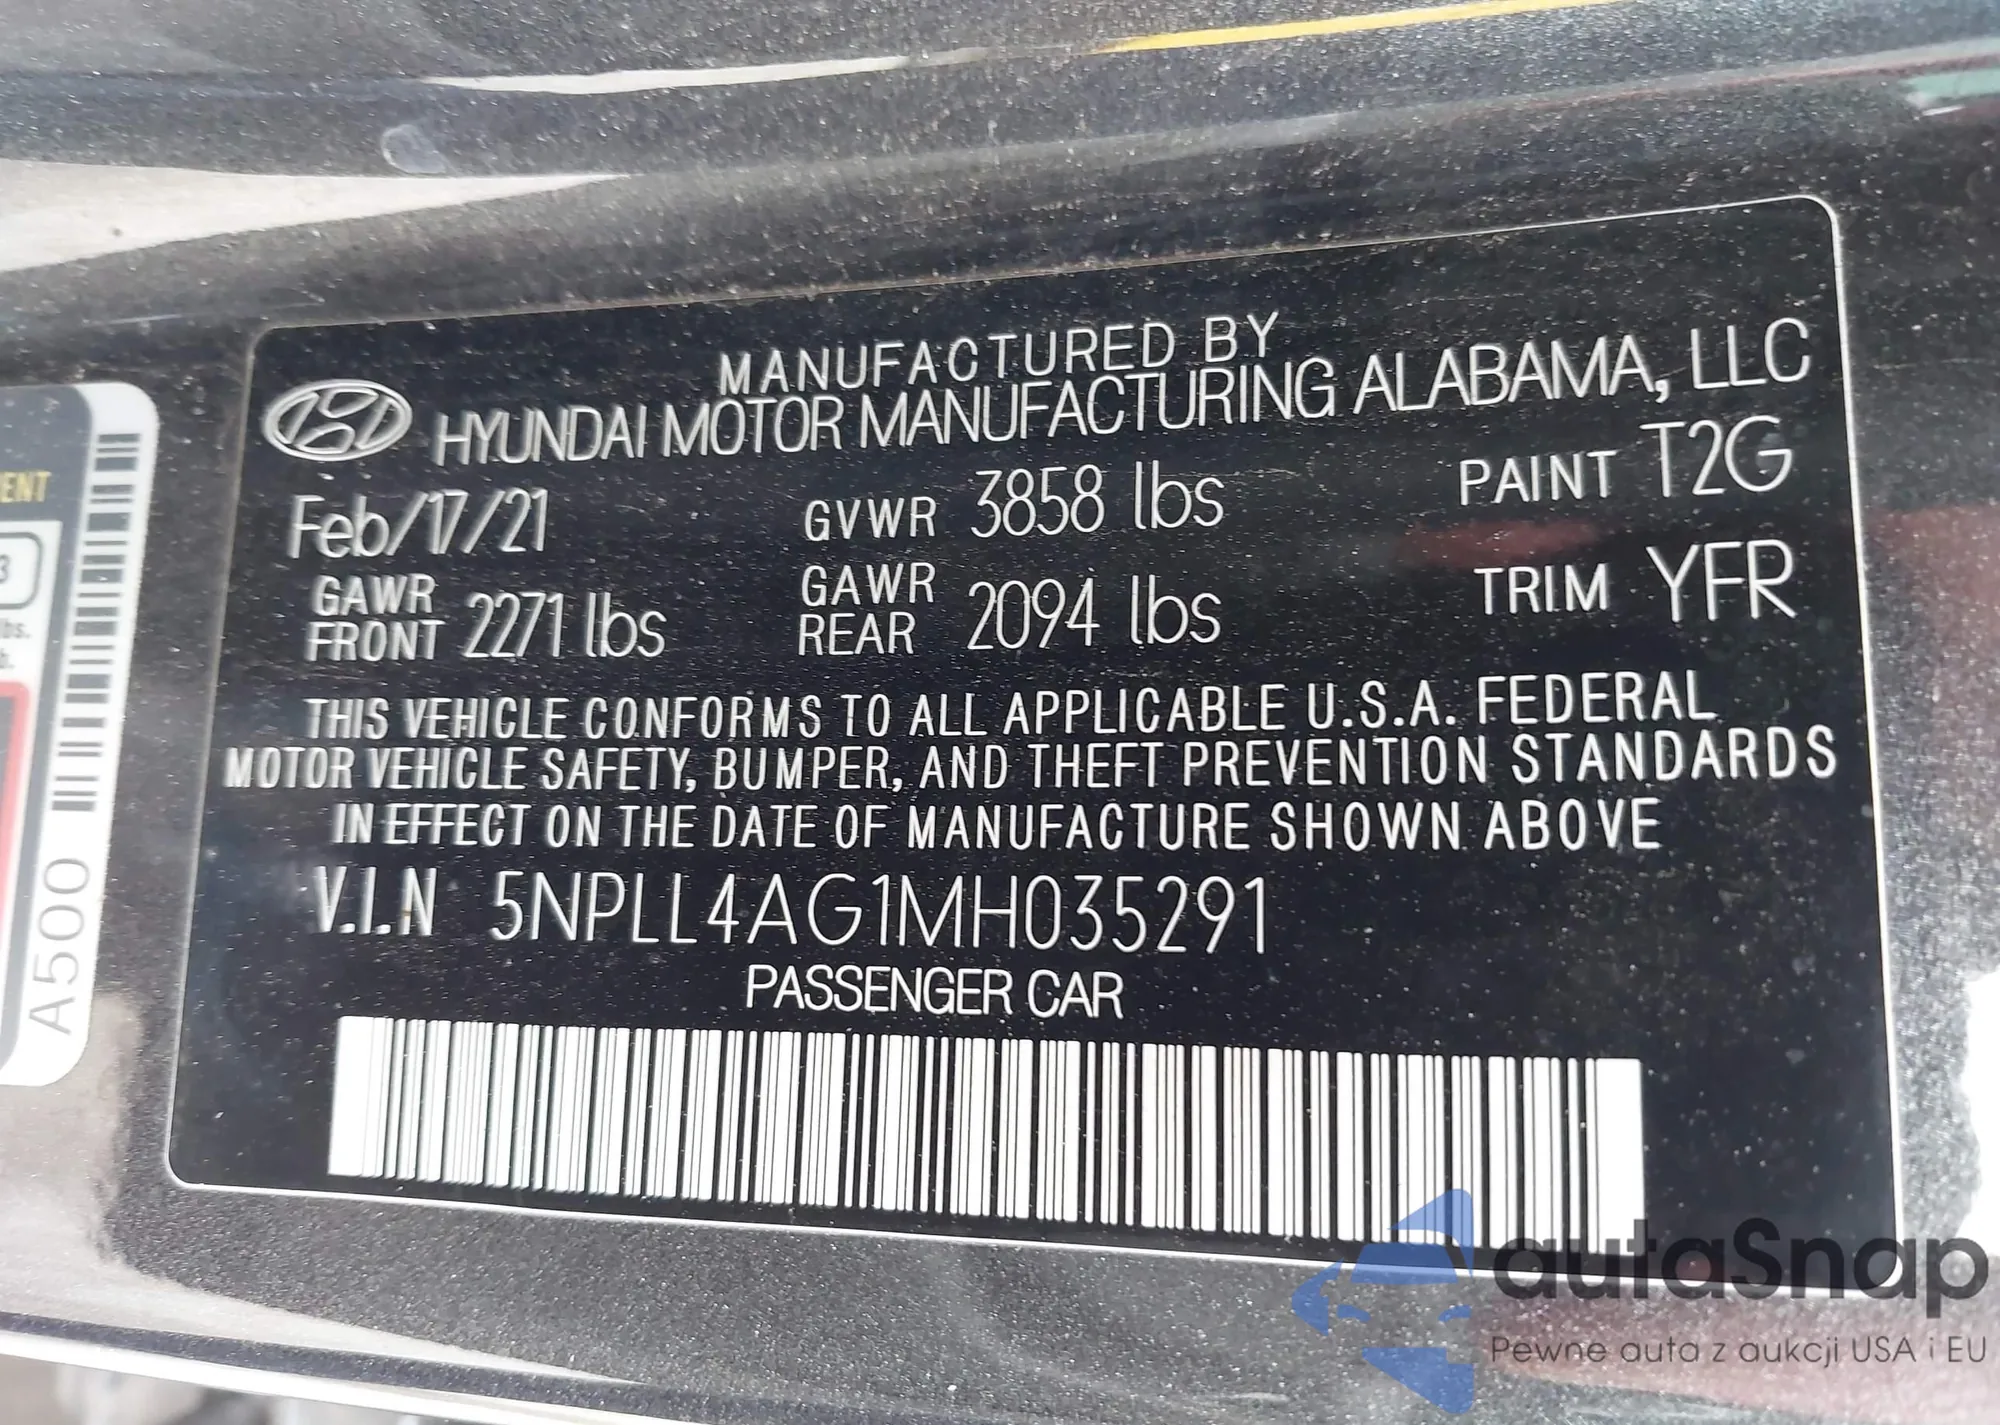 MANUFACTURED BY
HYUNDAI MOTOR MANUFACTURING ALABAMA, LLC
Feb/17/21 GVWR 3858 lbs PAINT T2G
GAWR FRONT 2271 lbs GAWR REAR 2094 lbs TRIM YFR
THIS VEHICLE CONFORMS TO ALL APPLICABLE U.S.A. FEDERAL
MOTOR VEHICLE SAFETY, BUMPER, AND THEFT PREVENTION STANDARDS
IN EFFECT ON THE DATE OF MANUFACTURE SHOWN ABOVE
V.I.N 5NPLL4AG1MH035291
PASSENGER CAR
A500
autaSnap
Pewne auta z aukcji USA i EU